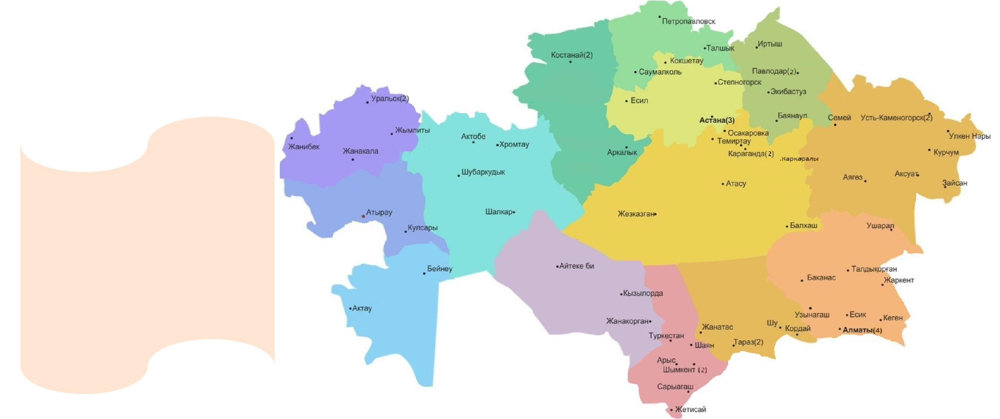 Петропавловск
Иртыш
Талшык
Костанай(2)
Кокшетау
Саумалколь
Павлодар(2)
Степногорск
Экибастуз
Уральск(2)
Есил
Баянаул
Семей
Усть-Каменогорск(2)
Астана(3)
Жымпиты
Осакаровка
Актобе
Улкен Нары
Темиртау
Хромтау
Жанибек
Жанакала
Аркалык
Караганда(2)
Курчум
Каркаралы
Шубаркудык
Аксуат
Аягөз
Атасу
Зайсан
Шалкар
Атырау
Жезказган
Балхаш
Ушарал
Кулсары
Айтеке би
Бейнеу
Талдықорған
Баканас
Жаркент
Кызылорда
Актау
Узынагаш
Есик
Кеген
Жанакорган
Шу
Жанатас
Кордай
Алматы(4)
Туркестан
Тараз(2)
Шаян
Арыс
Шымкент (2)
Сарыагаш
Жетисай